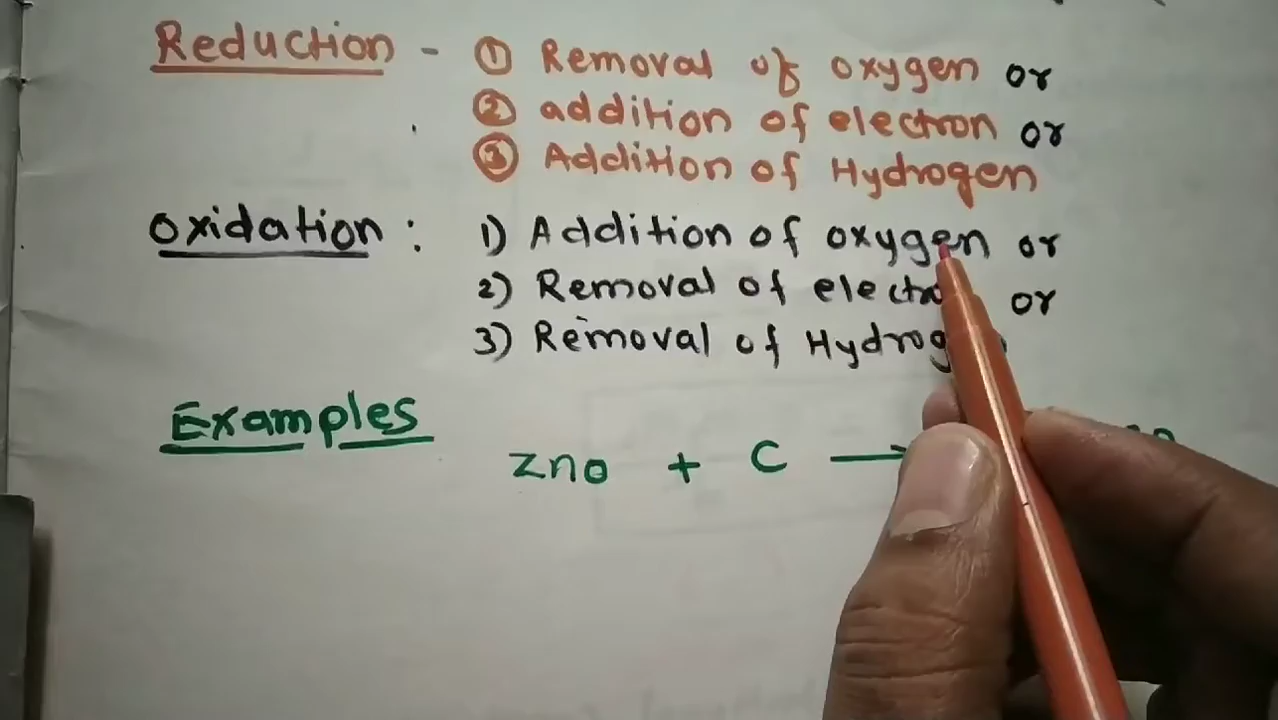 Reduction - ① Removal of oxygen or
② addition of electron or
③ Addition of Hydrogen
Oxidation : 1) Addition of oxygen or
2) Removal of or
3) Removal of
Examples
ZnO + C →